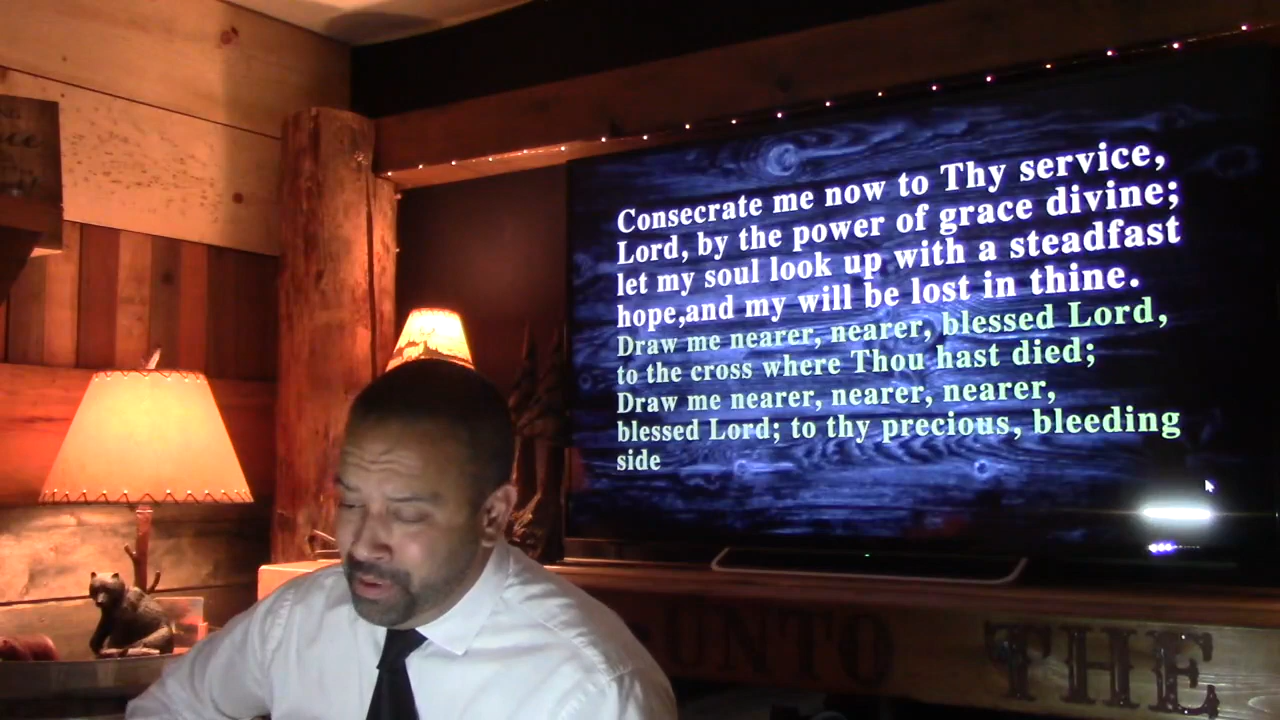 Consecrate me now to Thy service,
Lord, by the power of grace divine;
let my soul look up with a steadfast
hope,and my will be lost in thine.
Draw me nearer, nearer, blessed Lord,
to the cross where Thou hast died;
Draw me nearer, nearer, nearer,
blessed Lord; to thy precious, bleeding
side
UNTO THE